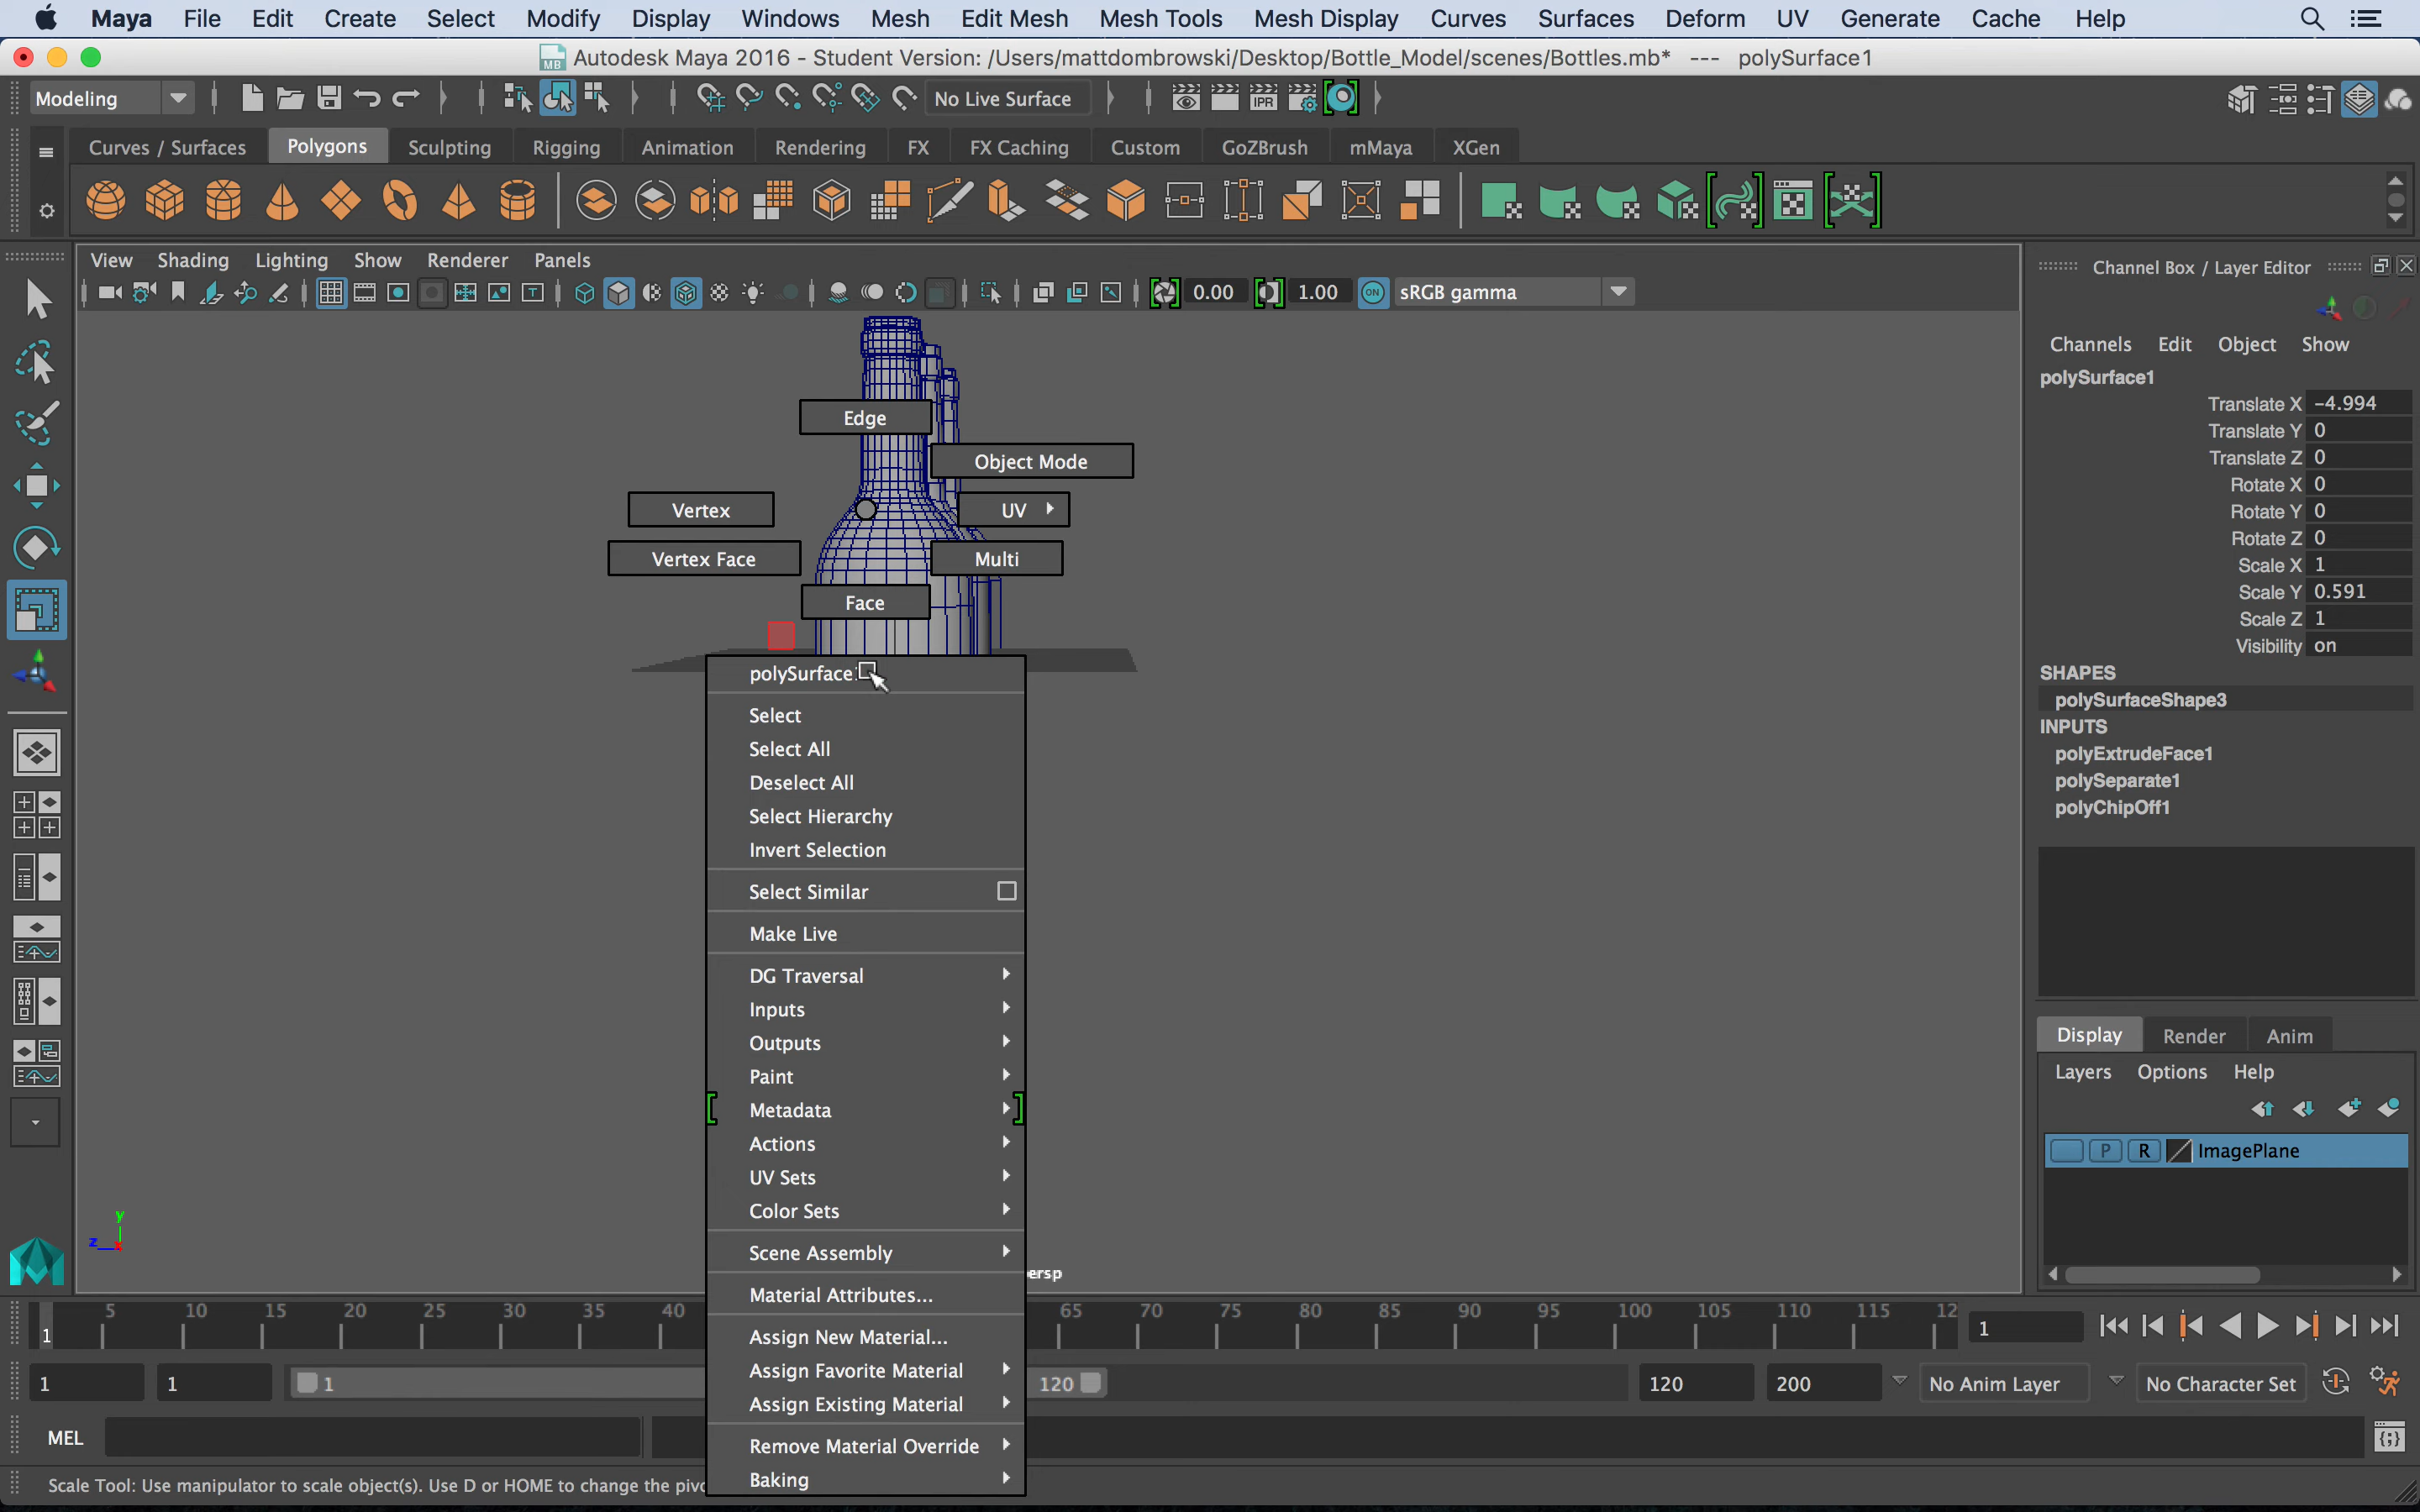 Maya File Edit Create Select Modify Display Windows Mesh Edit Mesh Mesh Tools Mesh Display Curves Surfaces Deform UV Generate Cache Help
MB Autodesk Maya 2016 - Student Version: /Users/mattdombrowski/Desktop/Bottle_Model/scenes/Bottles.mb* --- polySurface1
Modeling No Live Surface IPR
Curves / Surfaces Polygons Sculpting Rigging Animation Rendering FX FX Caching Custom GoZBrush mMaya XGen
View Shading Lighting Show Renderer Panels
0.00 1.00 ON sRGB gamma
Channel Box / Layer Editor
Channels Edit Object Show
polySurface1
Translate X -4.994
Translate Y 0
Translate Z 0
Rotate X 0
Rotate Y 0
Rotate Z 0
Scale X 1
Scale Y 0.591
Scale Z 1
Visibility on
SHAPES
polySurfaceShape3
INPUTS
polyExtrudeFace1
polySeparate1
polyChipOff1
Edge
Object Mode
Vertex
UV
Vertex Face
Multi
Face
polySurface
Select
Select All
Deselect All
Select Hierarchy
Invert Selection
Select Similar
Make Live
DG Traversal
Inputs
Outputs
Paint
Metadata
Actions
UV Sets
Color Sets
Scene Assembly
Material Attributes...
Assign New Material...
Assign Favorite Material
Assign Existing Material
Remove Material Override
Baking
Display Render Anim
Layers Options Help
P R ImagePlane
y
z x
ersp
1 5 10 15 20 25 30 35 40 65 70 75 80 85 90 95 100 105 110 115 12 1
1 1 1 120 120 200 No Anim Layer No Character Set
MEL
Scale Tool: Use manipulator to scale object(s). Use D or HOME to change the piv